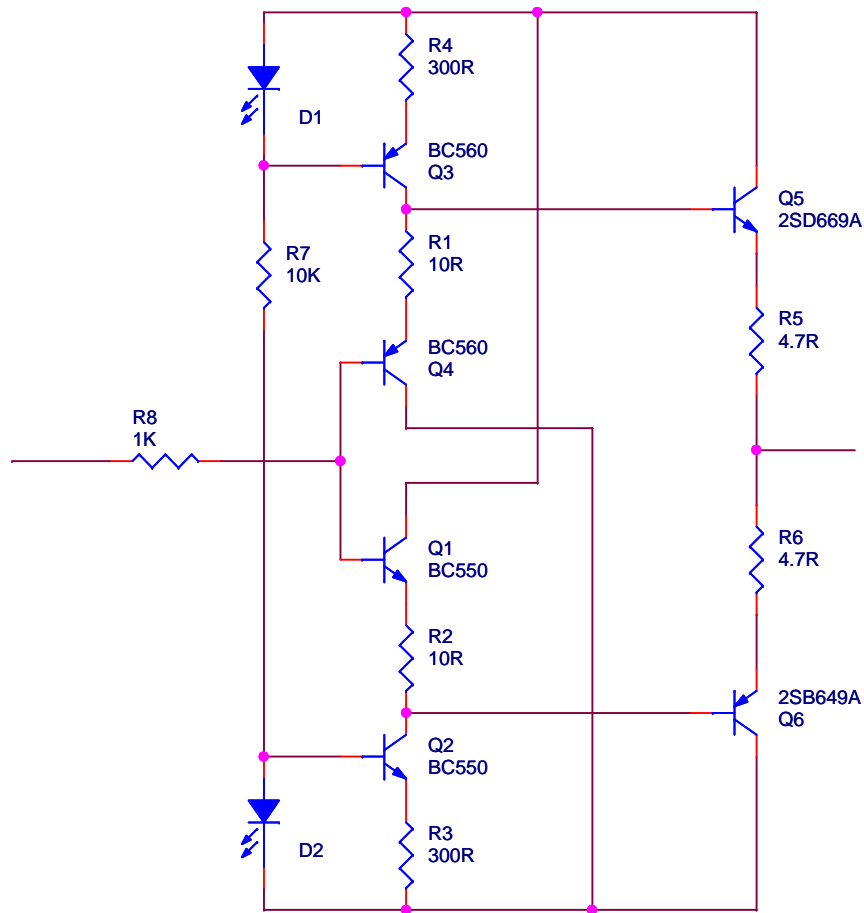 R4
300R
D1
BC560
Q3
Q5
2SD669A
R1
10R
R7
10K
R5
4.7R
BC560
Q4
R8
1K
R6
4.7R
Q1
BC550
R2
10R
2SB649A
Q6
Q2
BC550
R3
300R
D2